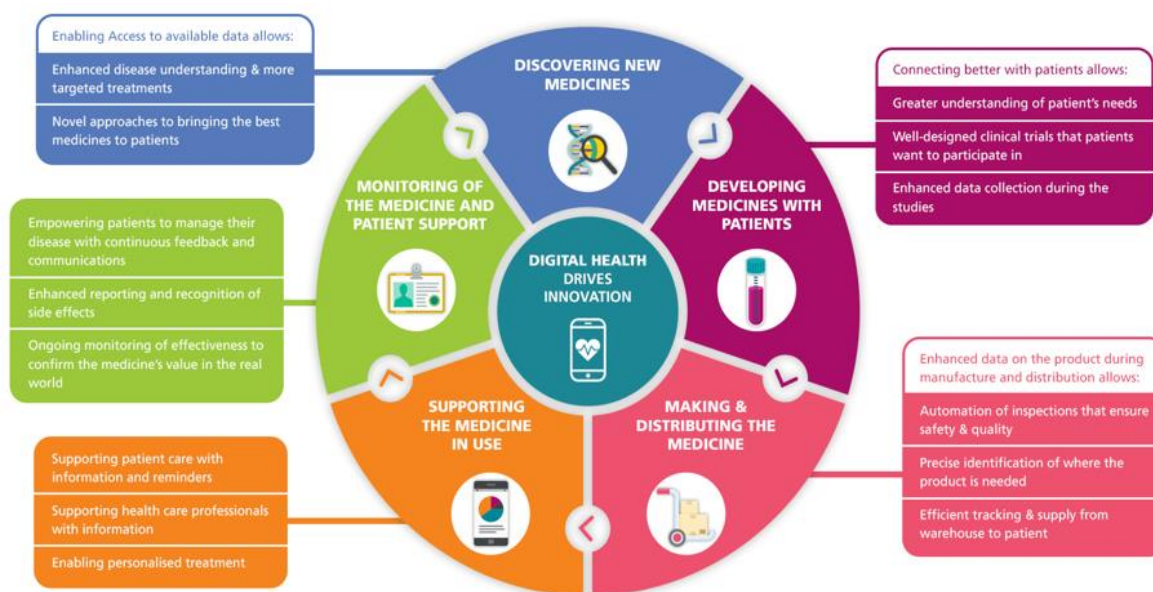 Enabling Access to available data allows:
Enhanced disease understanding & more
targeted treatments
Novel approaches to bringing the best
medicines to patients
DISCOVERING NEW
MEDICINES
Connecting better with patients allows:
Greater understanding of patient's needs
Well-designed clinical trials that patients
want to participate in
Enhanced data collection during the
studies
DEVELOPING
MEDICINES WITH
PATIENTS
MONITORING OF
THE MEDICINE AND
PATIENT SUPPORT
Empowering patients to manage their
disease with continuous feedback and
communications
Enhanced reporting and recognition of
side effects
Ongoing monitoring of effectiveness to
confirm the medicine's value in the real
world
DIGITAL HEALTH
DRIVES
INNOVATION
Enhanced data on the product during
manufacture and distribution allows:
Automation of inspections that ensure
safety & quality
Precise identification of where the
product is needed
Efficient tracking & supply from
warehouse to patient
MAKING &
DISTRIBUTING THE
MEDICINE
SUPPORTING
THE MEDICINE
IN USE
Supporting patient care with
information and reminders
Supporting health care professionals
with information
Enabling personalised treatment